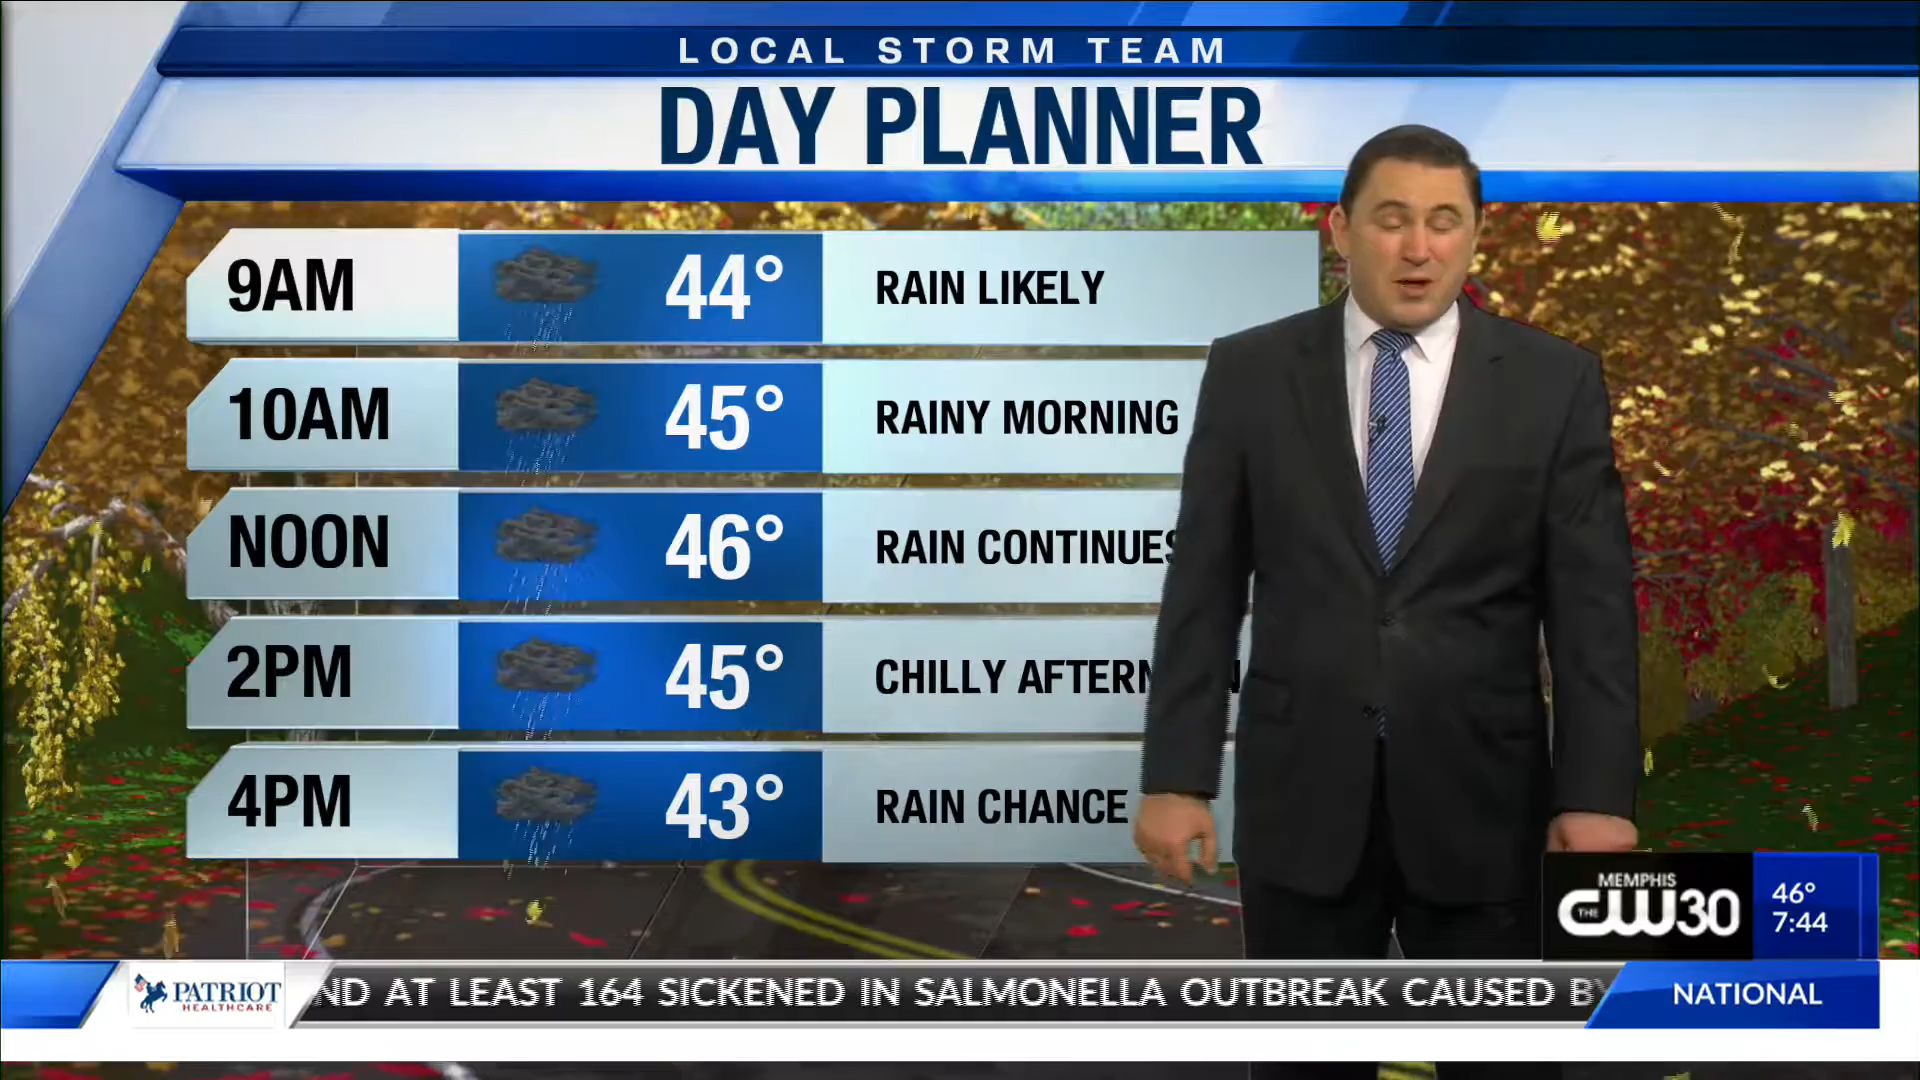 LOCAL STORM TEAM
DAY PLANNER
9AM 44° RAIN LIKELY
10AM 45° RAINY MORNING
NOON 46° RAIN CONTINUES
2PM 45° CHILLY
4PM 43° RAIN CHANCE
MEMPHIS
THE CW30
46°
7:44
PATRIOT
HEALTHCARE
ND AT LEAST 164 SICKENED IN SALMONELLA OUTBREAK CAUSED BY
NATIONAL